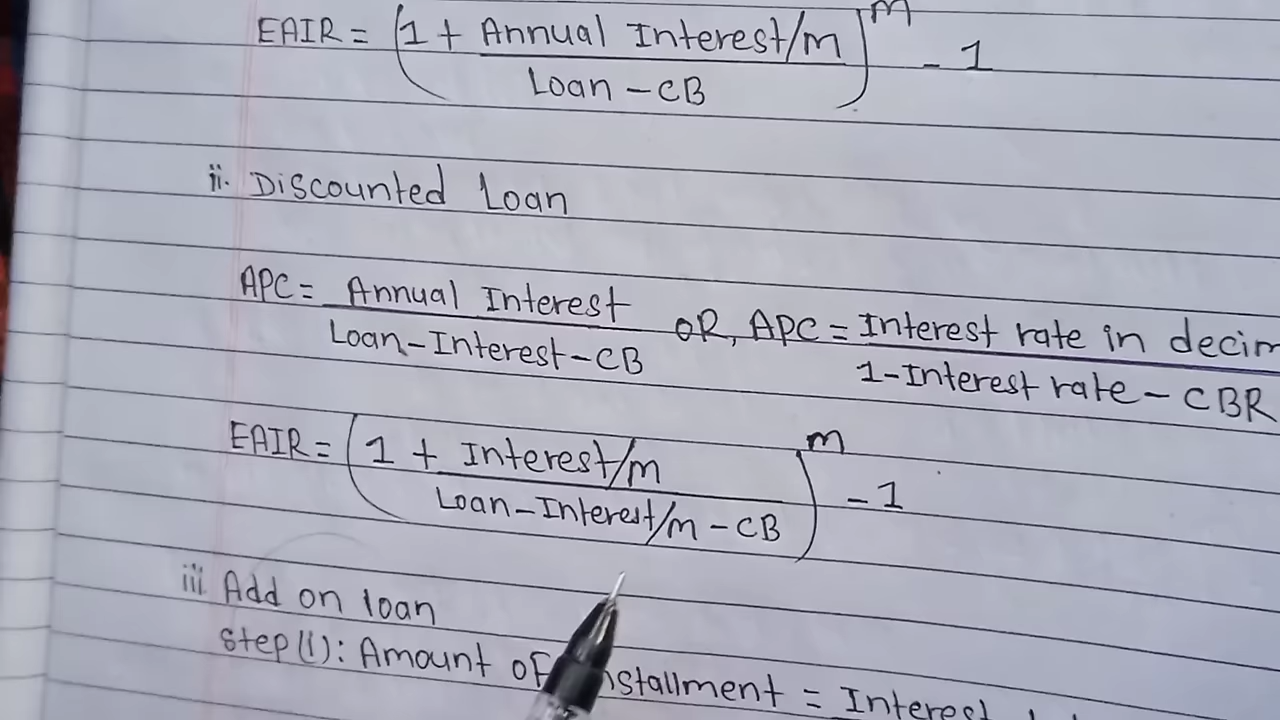 EAIR = (1 + Annual Interest/m
Loan - CB)^m - 1
ii. Discounted Loan
APC = Annual Interest
Loan - Interest - CB
OR, APC = Interest rate in decim
1 - Interest rate - CBR
EAIR = (1 + Interest/m
Loan - Interest/m - CB)^m - 1
iii. Add on loan
Step (1): Amount of nstallment = Interest